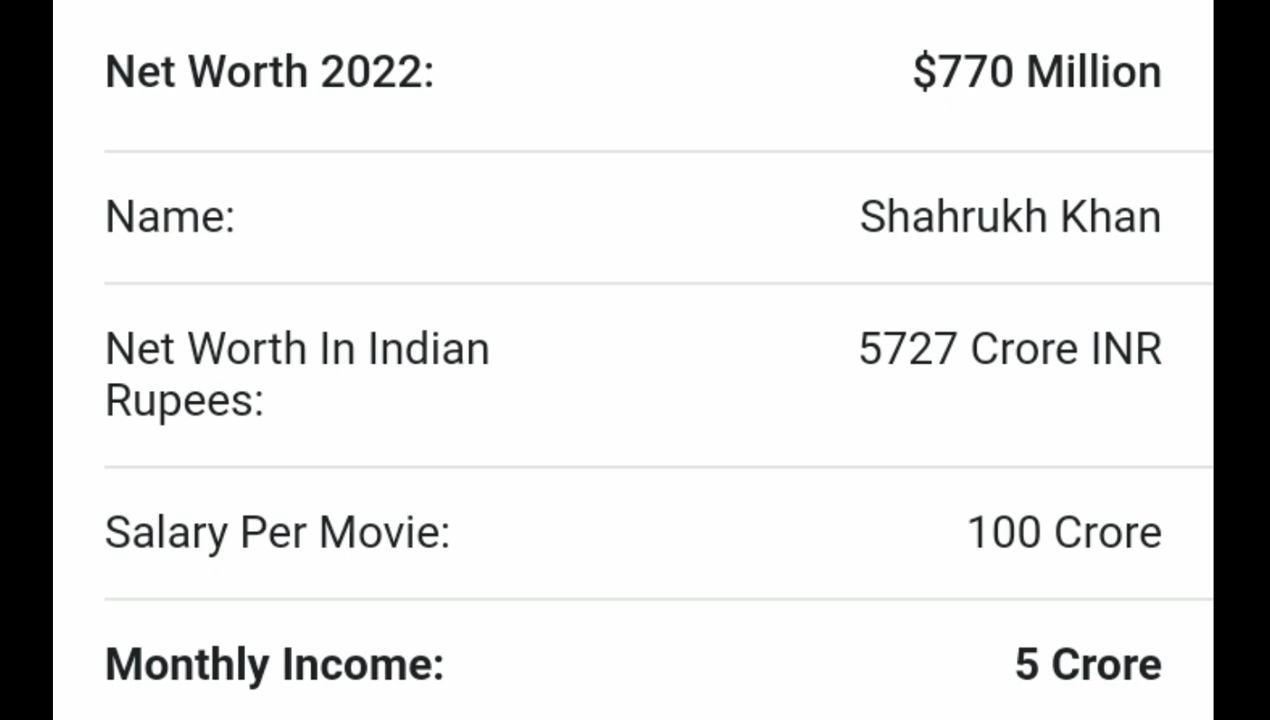 Net Worth 2022: $770 Million
Name: Shahrukh Khan
Net Worth In Indian 5727 Crore INR
Rupees:
Salary Per Movie: 100 Crore
Monthly Income: 5 Crore